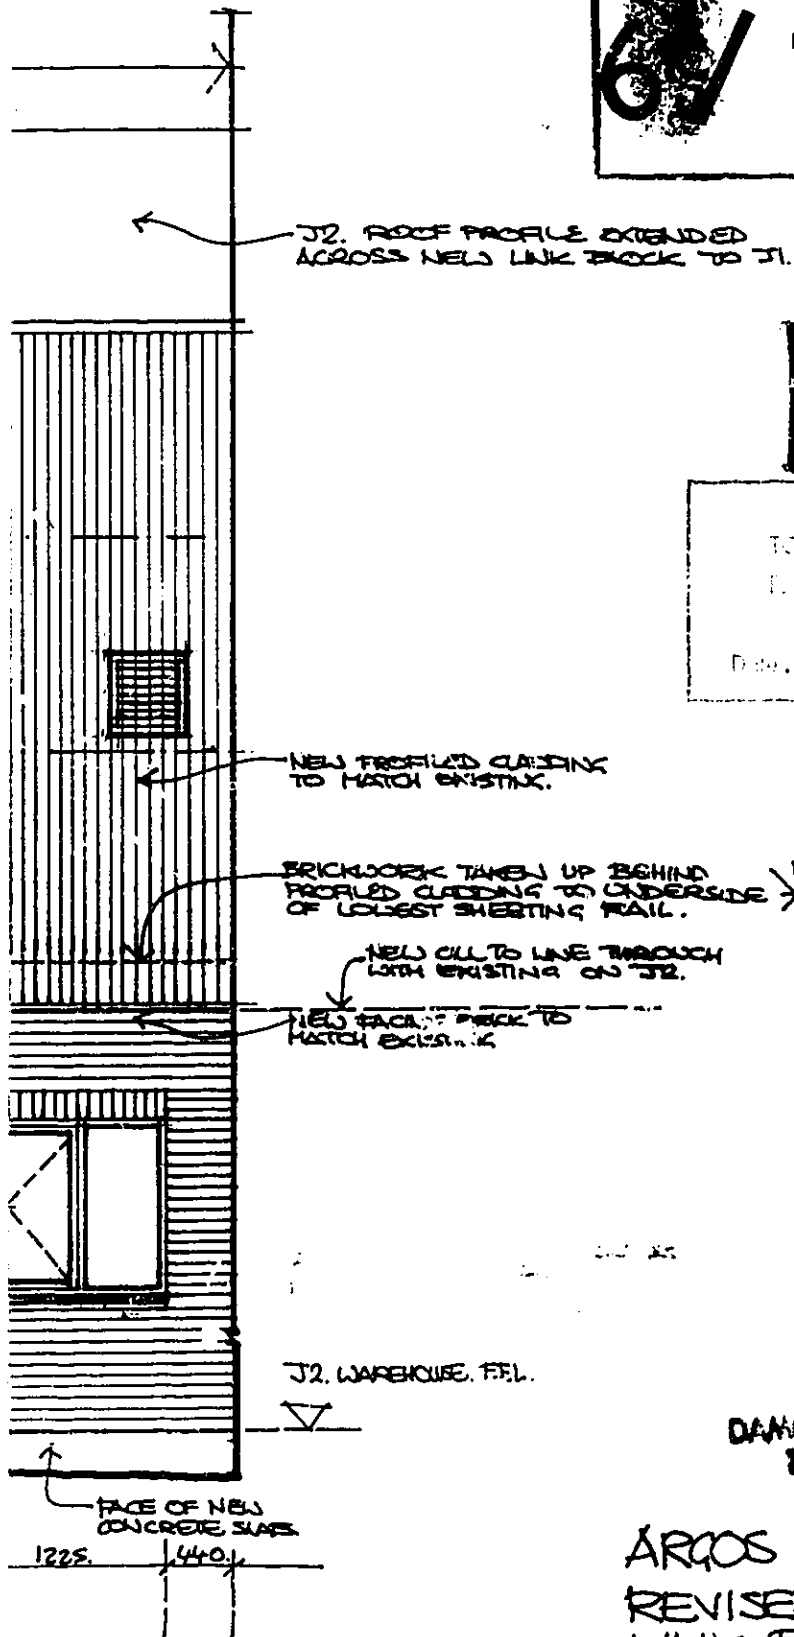 J2. ROOF PROFILE EXTENDED
ACROSS NEW LINK BLOCK TO J1.
NEW PROFILED CLADDING
TO MATCH EXISTING.
BRICKWORK TAKEN UP BEHIND
PROFILED CLADDING TO UNDERSIDE
OF LOWEST SHEETING RAIL.
NEW CILL TO LINE THROUGH
WITH EXISTING ON J2.
NEW FACING BRICK TO
MATCH EXISTING
J2. WAREHOUSE. F.F.L.
FACE OF NEW
CONCRETE SLAB.
1225. 440.
ARGOS
REVISE